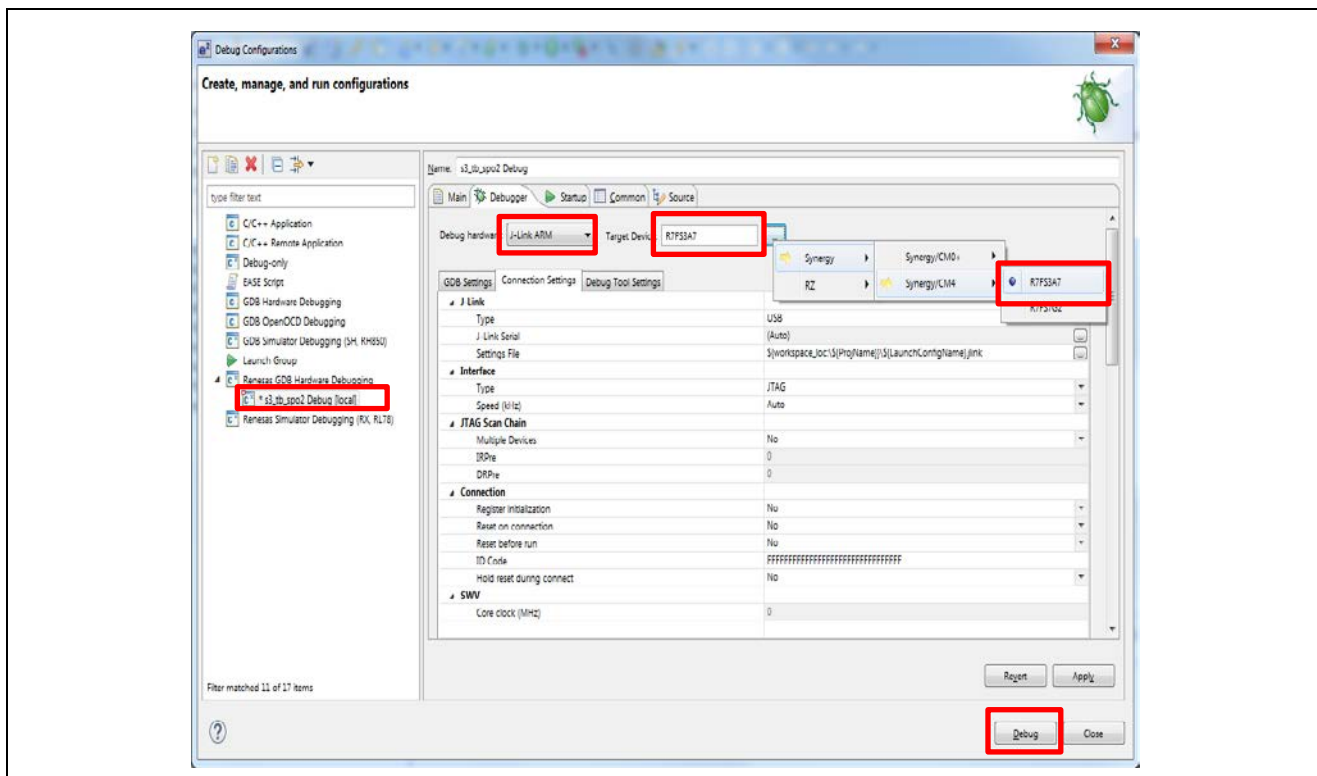 e² Debug Configurations
X
Create, manage, and run configurations
Name: s3_tb_spo2 Debug
type filter text
Main Debugger Startup Common Source
C/C++ Application
C/C++ Remote Application
Debug-only
EASE Script
GDB Hardware Debugging
GDB OpenOCD Debugging
GDB Simulator Debugging (SH, RH850)
Launch Group
Renesas GDB Hardware Debugging
* s3_tb_spo2 Debug [local]
Renesas Simulator Debugging (RX, RL78)
Debug hardware J-Link ARM Target Device R7FS3A7 ...
Synergy
RZ
Synergy/CM0+
Synergy/CM4
R7FS3A7
R7FS7G2
GDB Settings Connection Settings Debug Tool Settings
J Link
Type USB
J-Link Serial (Auto) ...
Settings File ${workspace_loc:\${ProjName}}\${LaunchConfigName}.jlink ...
Interface
Type JTAG
Speed (kHz) Auto
JTAG Scan Chain
Multiple Devices No
IRPre 0
DRPre 0
Connection
Register initialization No
Reset on connection No
Reset before run No
ID Code FFFFFFFFFFFFFFFFFFFFFFFFFFFFFFFF
Hold reset during connect No
SWV
Core clock (MHz) 0
Revert Apply
Filter matched 11 of 17 items
? Debug Close